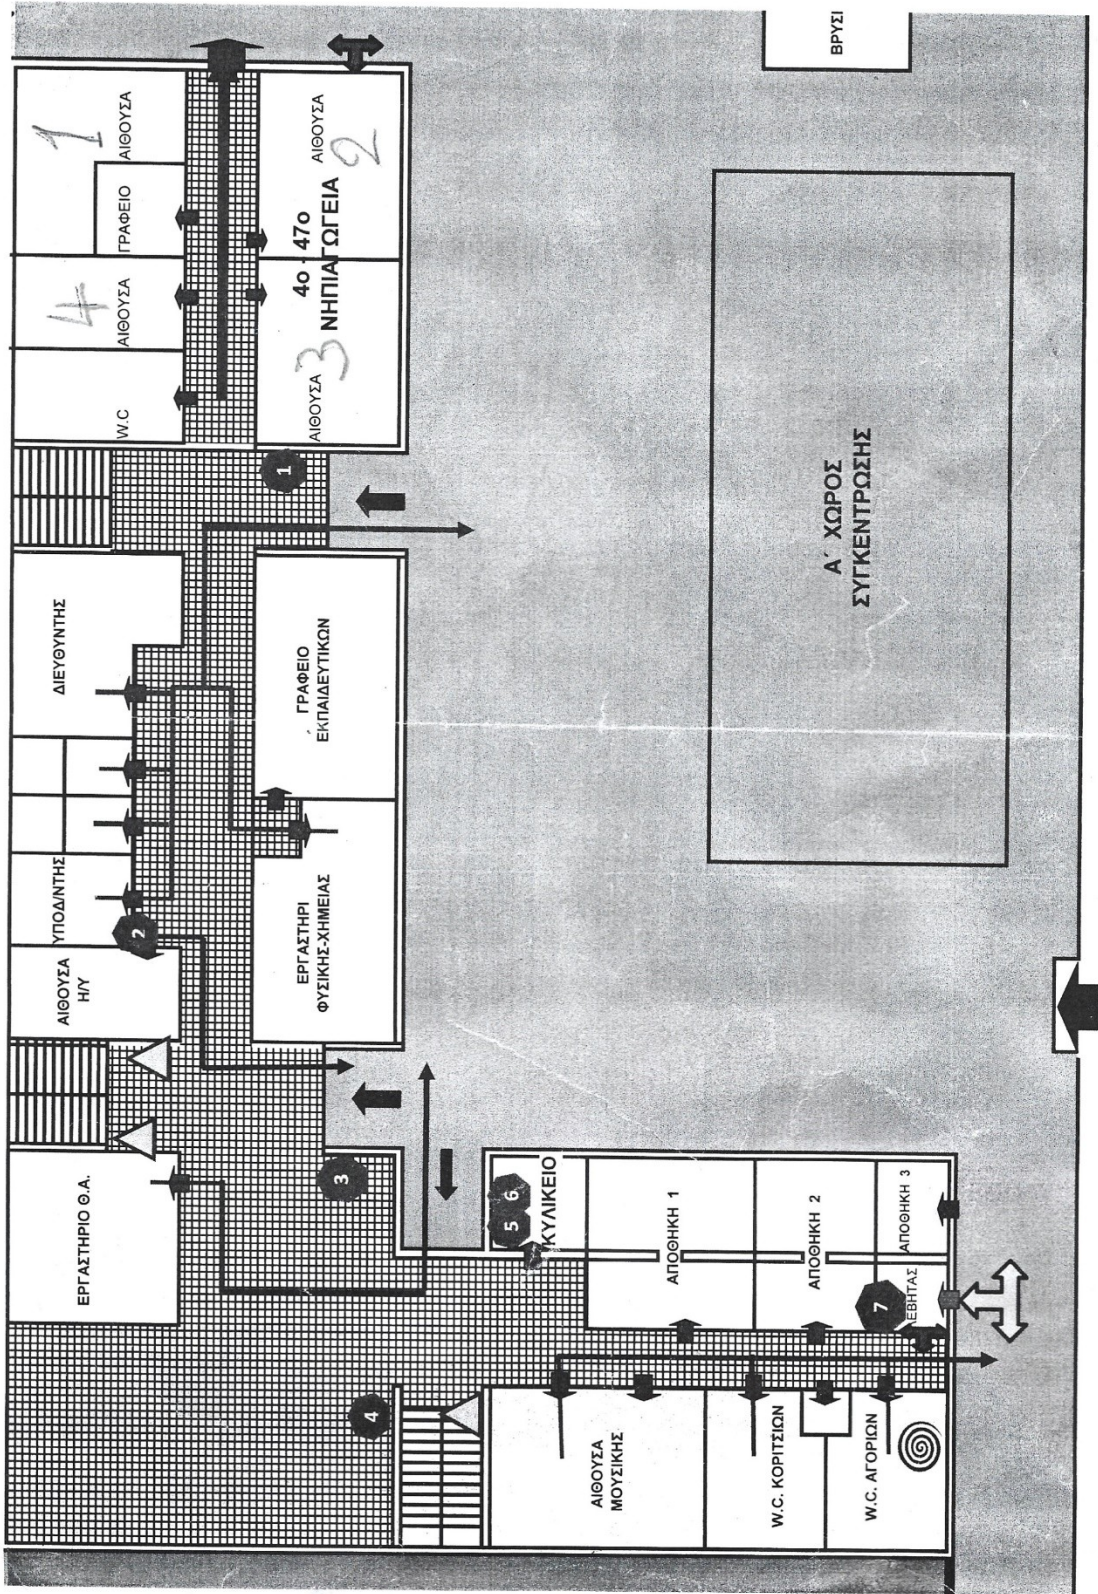 ΕΡΓΑΣΤΗΡΙΟ Θ.Α.
ΑΙΘΟΥΣΑ
Η/Υ
ΥΠΟΔ/ΝΤΗΣ
ΔΙΕΥΘΥΝΤΗΣ
W.C
4
ΑΙΘΟΥΣΑ
ΓΡΑΦΕΙΟ
1
ΑΙΘΟΥΣΑ
2
1
3
4
ΕΡΓΑΣΤΗΡΙ
ΦΥΣΙΚΗΣ-ΧΗΜΕΙΑΣ
ΓΡΑΦΕΙΟ
ΕΚΠΑΙΔΕΥΤΙΚΩΝ
ΑΙΘΟΥΣΑ
3
4ο - 47ο
ΝΗΠΙΑΓΩΓΕΙΑ
ΑΙΘΟΥΣΑ
2
5
6
ΚΥΛΙΚΕΙΟ
ΑΙΘΟΥΣΑ
ΜΟΥΣΙΚΗΣ
ΑΠΟΘΗΚΗ 1
W.C. ΚΟΡΙΤΣΙΩΝ
ΑΠΟΘΗΚΗ 2
W.C. ΑΓΟΡΙΩΝ
7
ΕΒΗΤΑΣ
ΑΠΟΘΗΚΗ 3
Α΄ ΧΩΡΟΣ
ΣΥΓΚΕΝΤΡΩΣΗΣ
ΒΡΥΣΙ